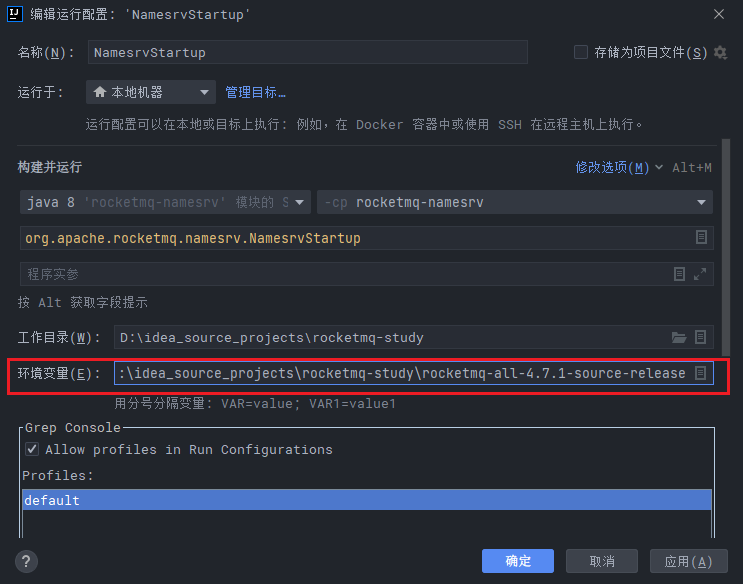 编辑运行配置: 'NamesrvStartup'
名称(N): NamesrvStartup 存储为项目文件(S)
运行于: 本地机器 管理目标…
运行配置可以在本地或目标上执行: 例如, 在 Docker 容器中或使用 SSH 在远程主机上执行。
构建并运行 修改选项(M) Alt+M
java 8 'rocketmq-namesrv' 模块的 S -cp rocketmq-namesrv
org.apache.rocketmq.namesrv.NamesrvStartup
程序实参
按 Alt 获取字段提示
工作目录(W): D:\idea_source_projects\rocketmq-study
环境变量(E): :\idea_source_projects\rocketmq-study\rocketmq-all-4.7.1-source-release
用分号分隔变量: VAR=value; VAR1=value1
Grep Console
Allow profiles in Run Configurations
Profiles:
default
? 确定 取消 应用(A)